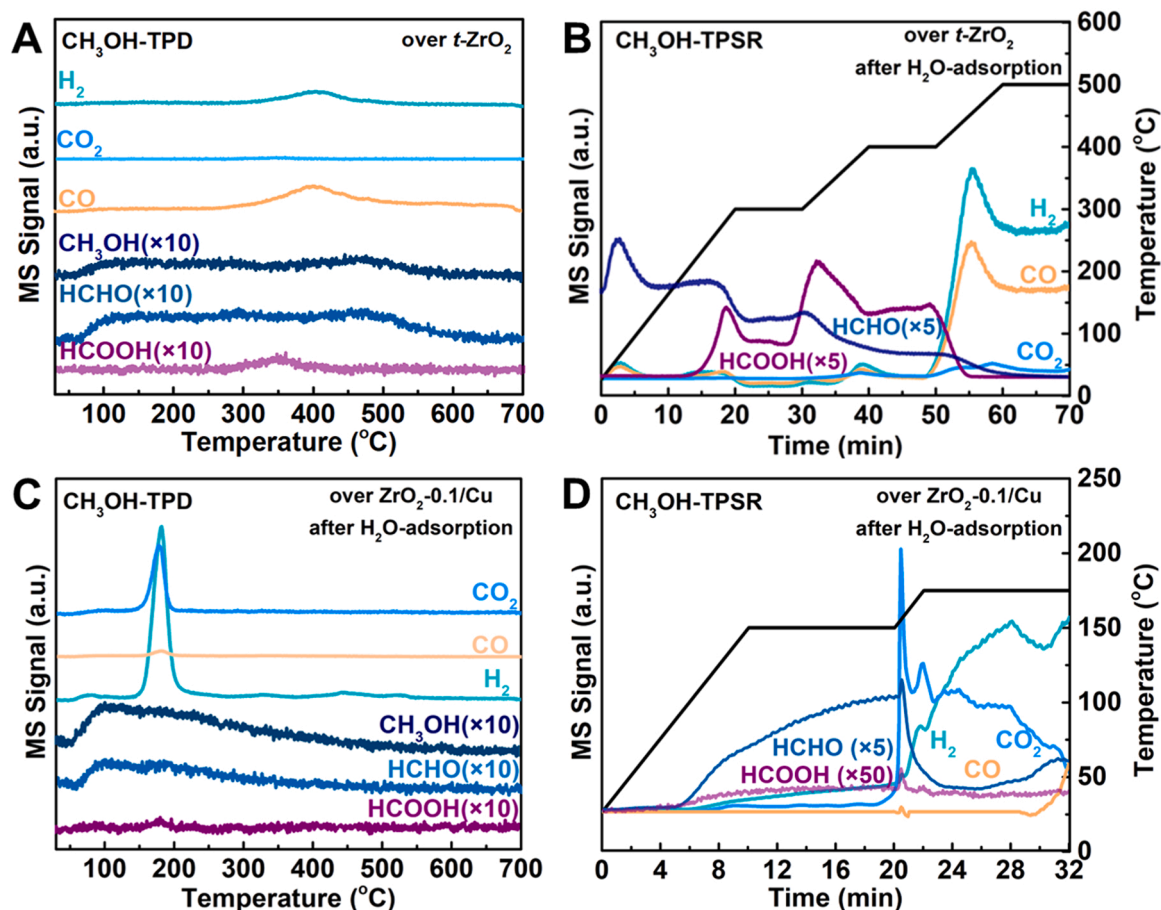 A
CH₃OH-TPD
over t-ZrO₂
H₂
CO₂
CO
CH₃OH(×10)
HCHO(×10)
HCOOH(×10)
MS Signal (a.u.)
100 200 300 400 500 600 700
Temperature (°C)
B
CH₃OH-TPSR
over t-ZrO₂
after H₂O-adsorption
H₂
CO
HCHO(×5)
CO₂
HCOOH(×5)
MS Signal (a.u.)
600
500
400
300
200
100
0
Temperature (°C)
0 10 20 30 40 50 60 70
Time (min)
C
CH₃OH-TPD
over ZrO₂-0.1/Cu
after H₂O-adsorption
CO₂
CO
H₂
CH₃OH(×10)
HCHO(×10)
HCOOH(×10)
MS Signal (a.u.)
100 200 300 400 500 600 700
Temperature (°C)
D
CH₃OH-TPSR
over ZrO₂-0.1/Cu
after H₂O-adsorption
HCHO (×5)
H₂
CO₂
HCOOH (×50)
CO
MS Signal (a.u.)
250
200
150
100
50
0
Temperature (°C)
0 4 8 12 16 20 24 28 32
Time (min)